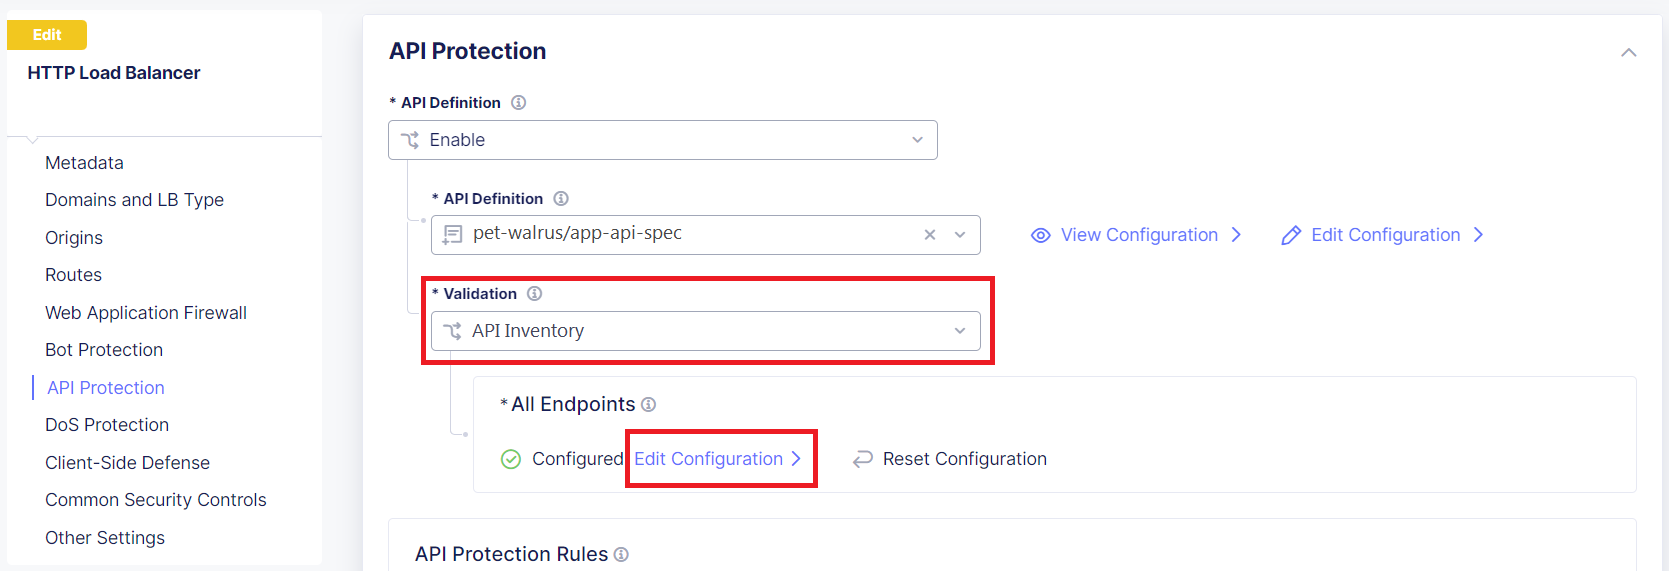 Edit
HTTP Load Balancer
Metadata
Domains and LB Type
Origins
Routes
Web Application Firewall
Bot Protection
API Protection
DoS Protection
Client-Side Defense
Common Security Controls
Other Settings
API Protection
* API Definition
Enable
* API Definition
pet-walrus/app-api-spec
View Configuration
Edit Configuration
* Validation
API Inventory
* All Endpoints
Configured Edit Configuration
Reset Configuration
API Protection Rules